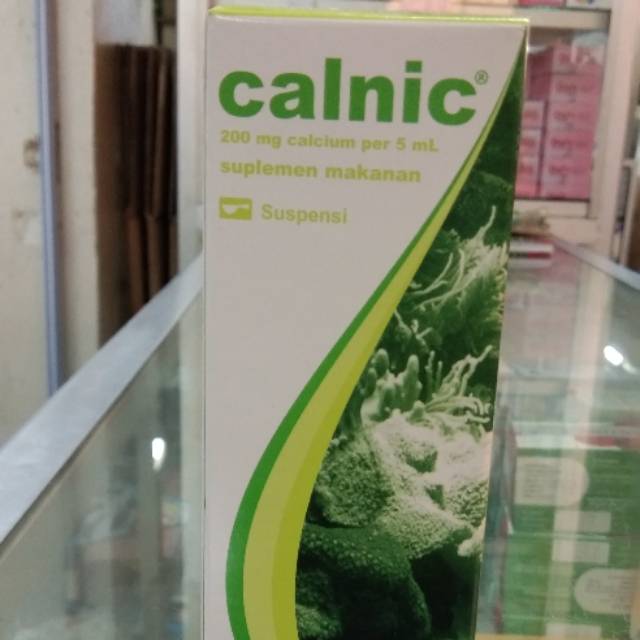 calnic®
200 mg calcium per 5 mL
suplemen makanan
Suspensi